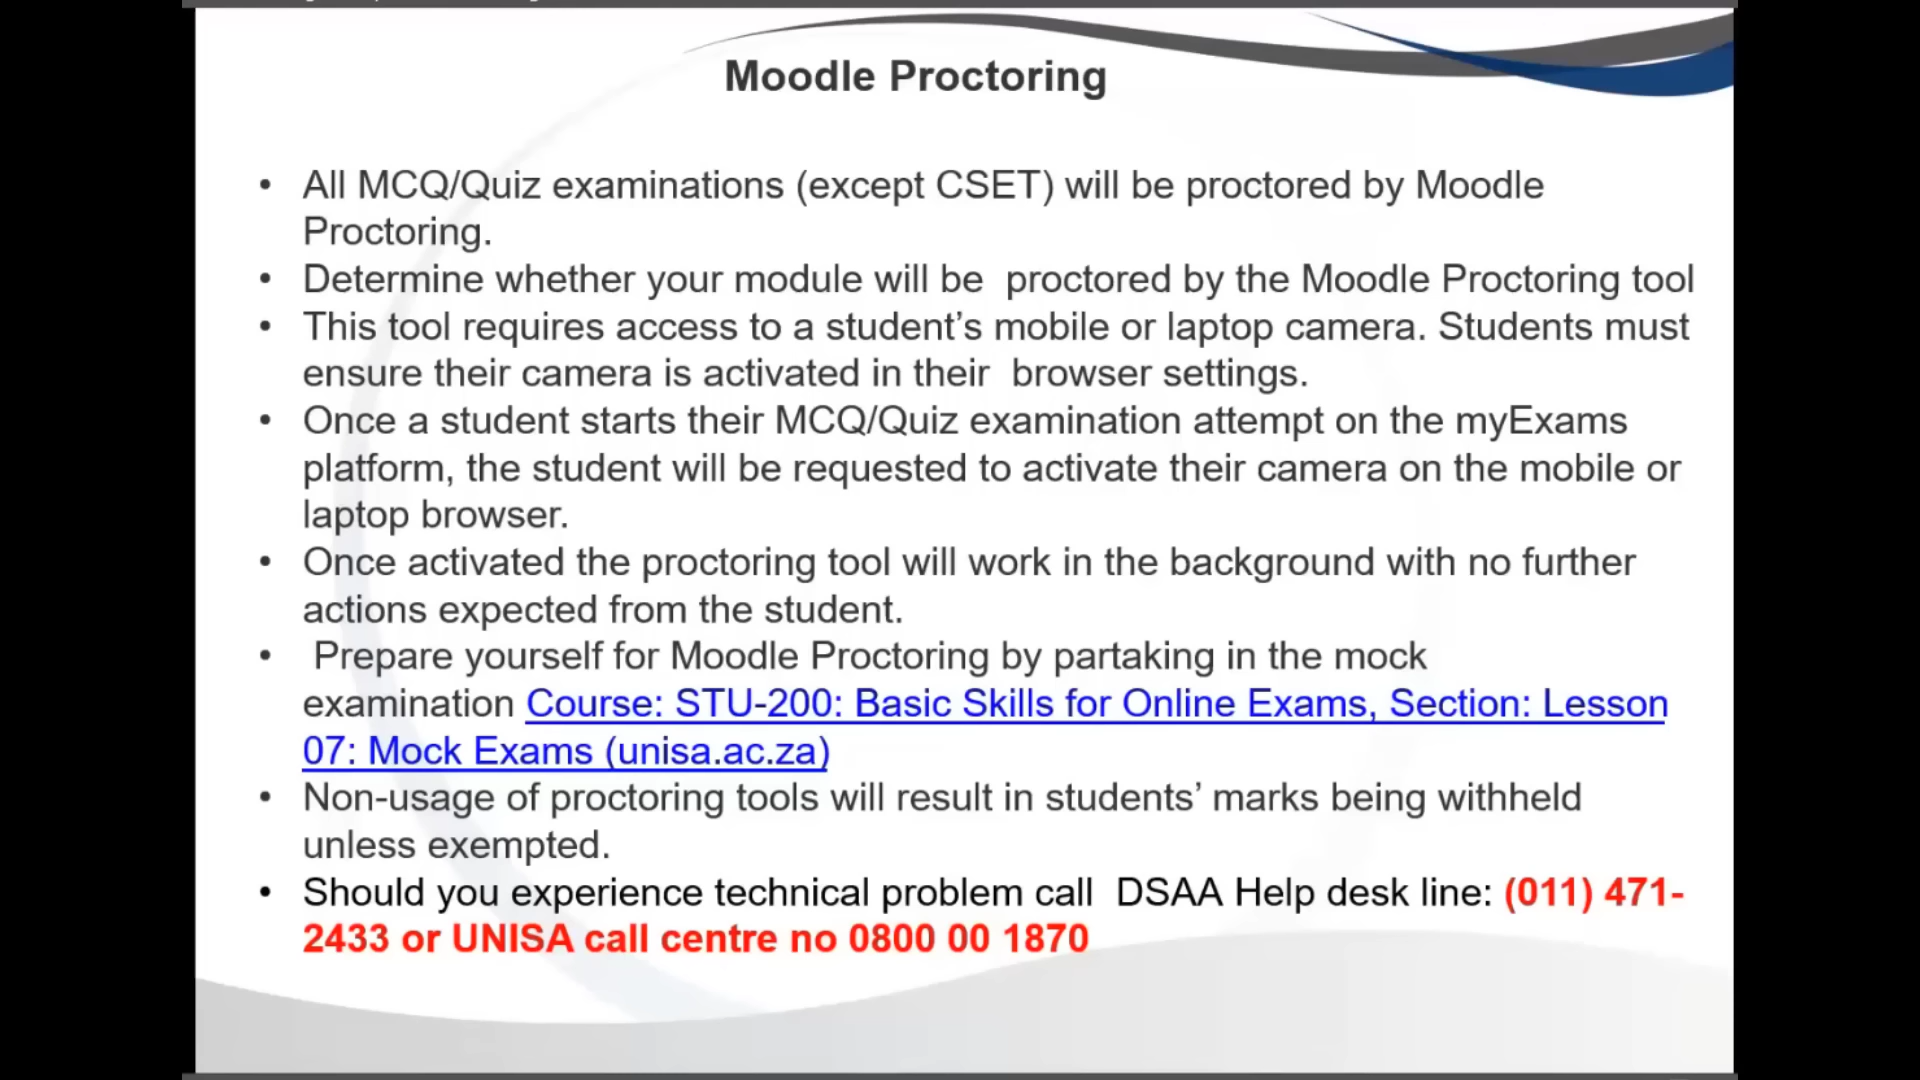 Moodle Proctoring
• All MCQ/Quiz examinations (except CSET) will be proctored by Moodle
Proctoring.
• Determine whether your module will be  proctored by the Moodle Proctoring tool
• This tool requires access to a student’s mobile or laptop camera. Students must
ensure their camera is activated in their  browser settings.
• Once a student starts their MCQ/Quiz examination attempt on the myExams
platform, the student will be requested to activate their camera on the mobile or
laptop browser.
• Once activated the proctoring tool will work in the background with no further
actions expected from the student.
•  Prepare yourself for Moodle Proctoring by partaking in the mock
examination Course: STU-200: Basic Skills for Online Exams, Section: Lesson
07: Mock Exams (unisa.ac.za)
• Non-usage of proctoring tools will result in students’ marks being withheld
unless exempted.
• Should you experience technical problem call  DSAA Help desk line: (011) 471-
2433 or UNISA call centre no 0800 00 1870